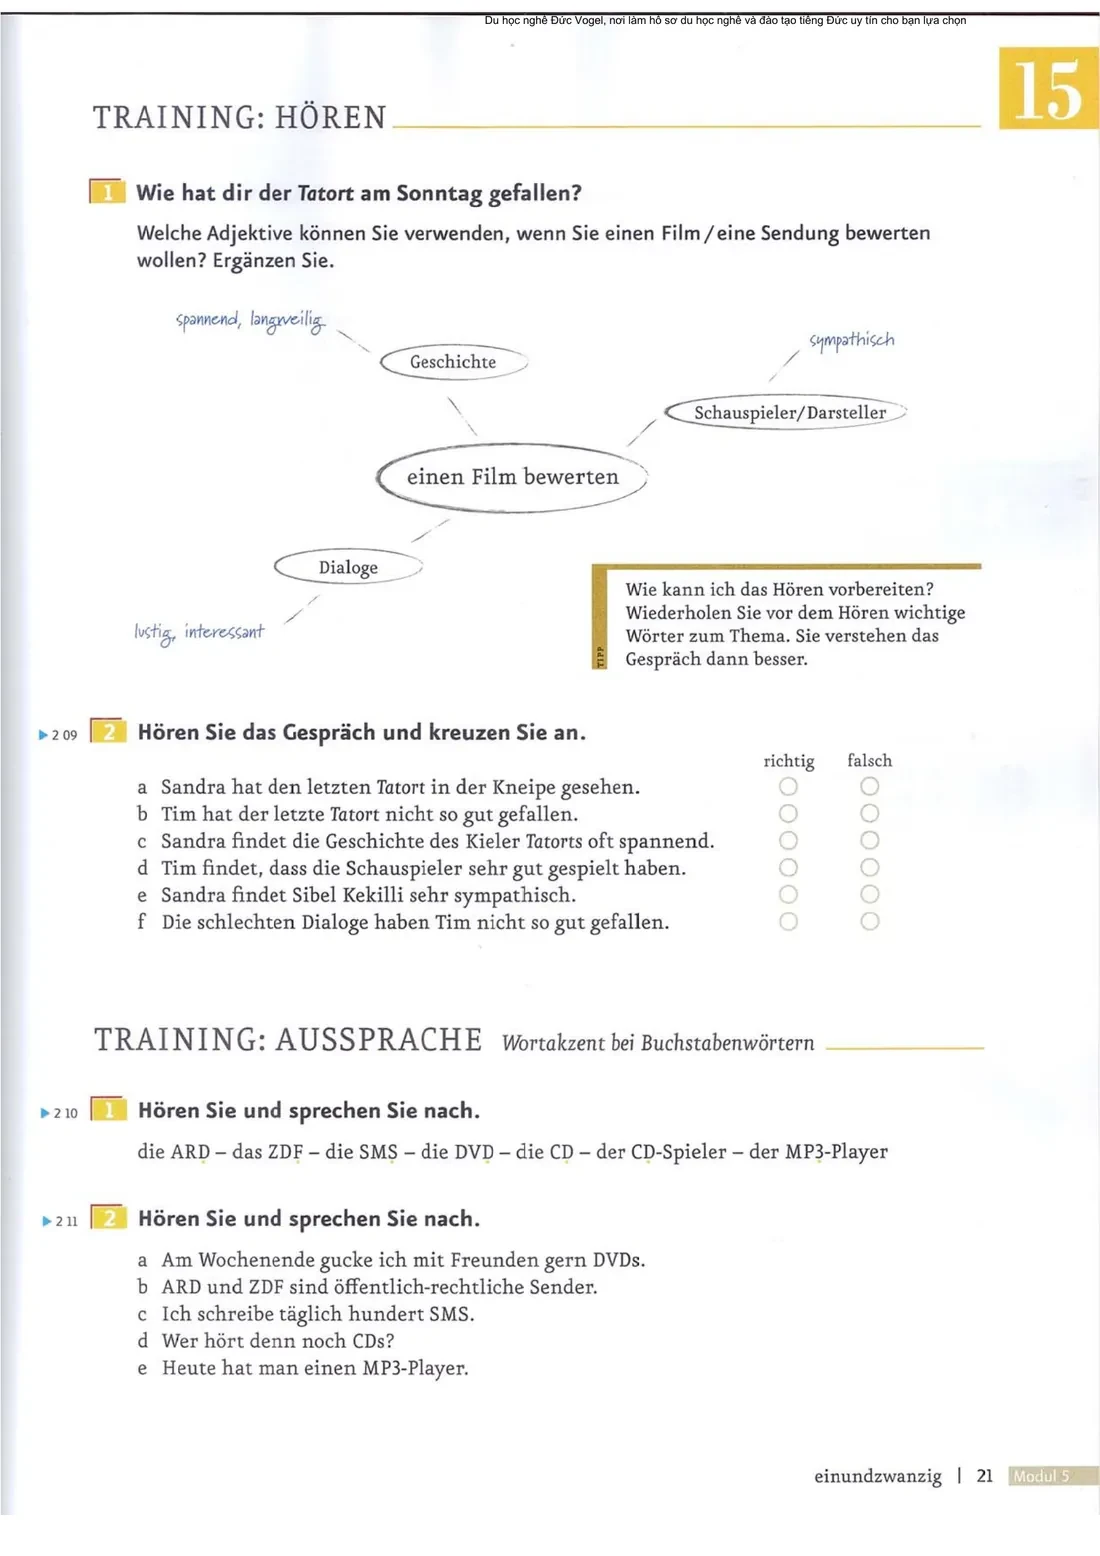 Du học nghề Đức Vogel, nơi làm hồ sơ du học nghề và đào tạo tiếng Đức uy tín cho bạn lựa chọn
15
TRAINING: HÖREN
1 Wie hat dir der Tatort am Sonntag gefallen?
Welche Adjektive können Sie verwenden, wenn Sie einen Film / eine Sendung bewerten
wollen? Ergänzen Sie.
spannend, langweilig
sympathisch
Geschichte
Schauspieler/Darsteller
einen Film bewerten
Dialoge
lustig, interessant
TIPP
Wie kann ich das Hören vorbereiten?
Wiederholen Sie vor dem Hören wichtige
Wörter zum Thema. Sie verstehen das
Gespräch dann besser.
▶ 2 09 2 Hören Sie das Gespräch und kreuzen Sie an.
richtig falsch
a Sandra hat den letzten Tatort in der Kneipe gesehen. ○ ○
b Tim hat der letzte Tatort nicht so gut gefallen. ○ ○
c Sandra findet die Geschichte des Kieler Tatorts oft spannend. ○ ○
d Tim findet, dass die Schauspieler sehr gut gespielt haben. ○ ○
e Sandra findet Sibel Kekilli sehr sympathisch. ○ ○
f Die schlechten Dialoge haben Tim nicht so gut gefallen. ○ ○
TRAINING: AUSSPRACHE Wortakzent bei Buchstabenwörtern
▶ 2 10 1 Hören Sie und sprechen Sie nach.
die ARD – das ZDF – die SMS – die DVD – die CD – der CD-Spieler – der MP3-Player
▶ 2 11 2 Hören Sie und sprechen Sie nach.
a Am Wochenende gucke ich mit Freunden gern DVDs.
b ARD und ZDF sind öffentlich-rechtliche Sender.
c Ich schreibe täglich hundert SMS.
d Wer hört denn noch CDs?
e Heute hat man einen MP3-Player.
einundzwanzig | 21 Modul 5